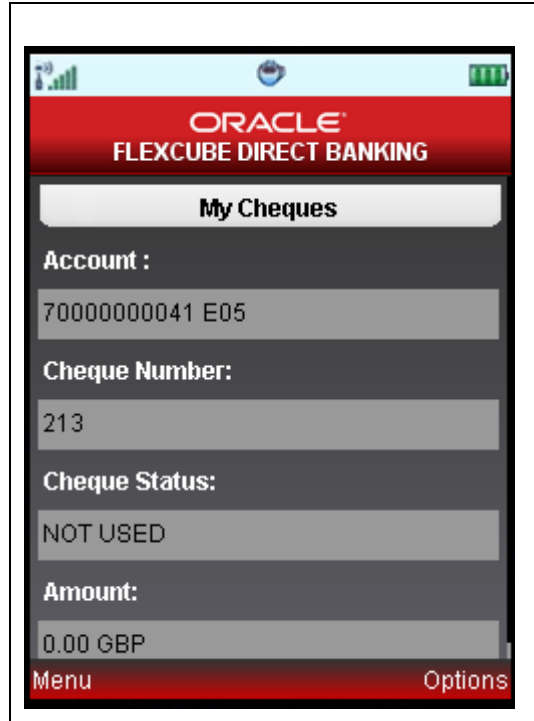 ORACLE
FLEXCUBE DIRECT BANKING
My Cheques
Account :
70000000041 E05
Cheque Number:
213
Cheque Status:
NOT USED
Amount:
0.00 GBP
Menu Options